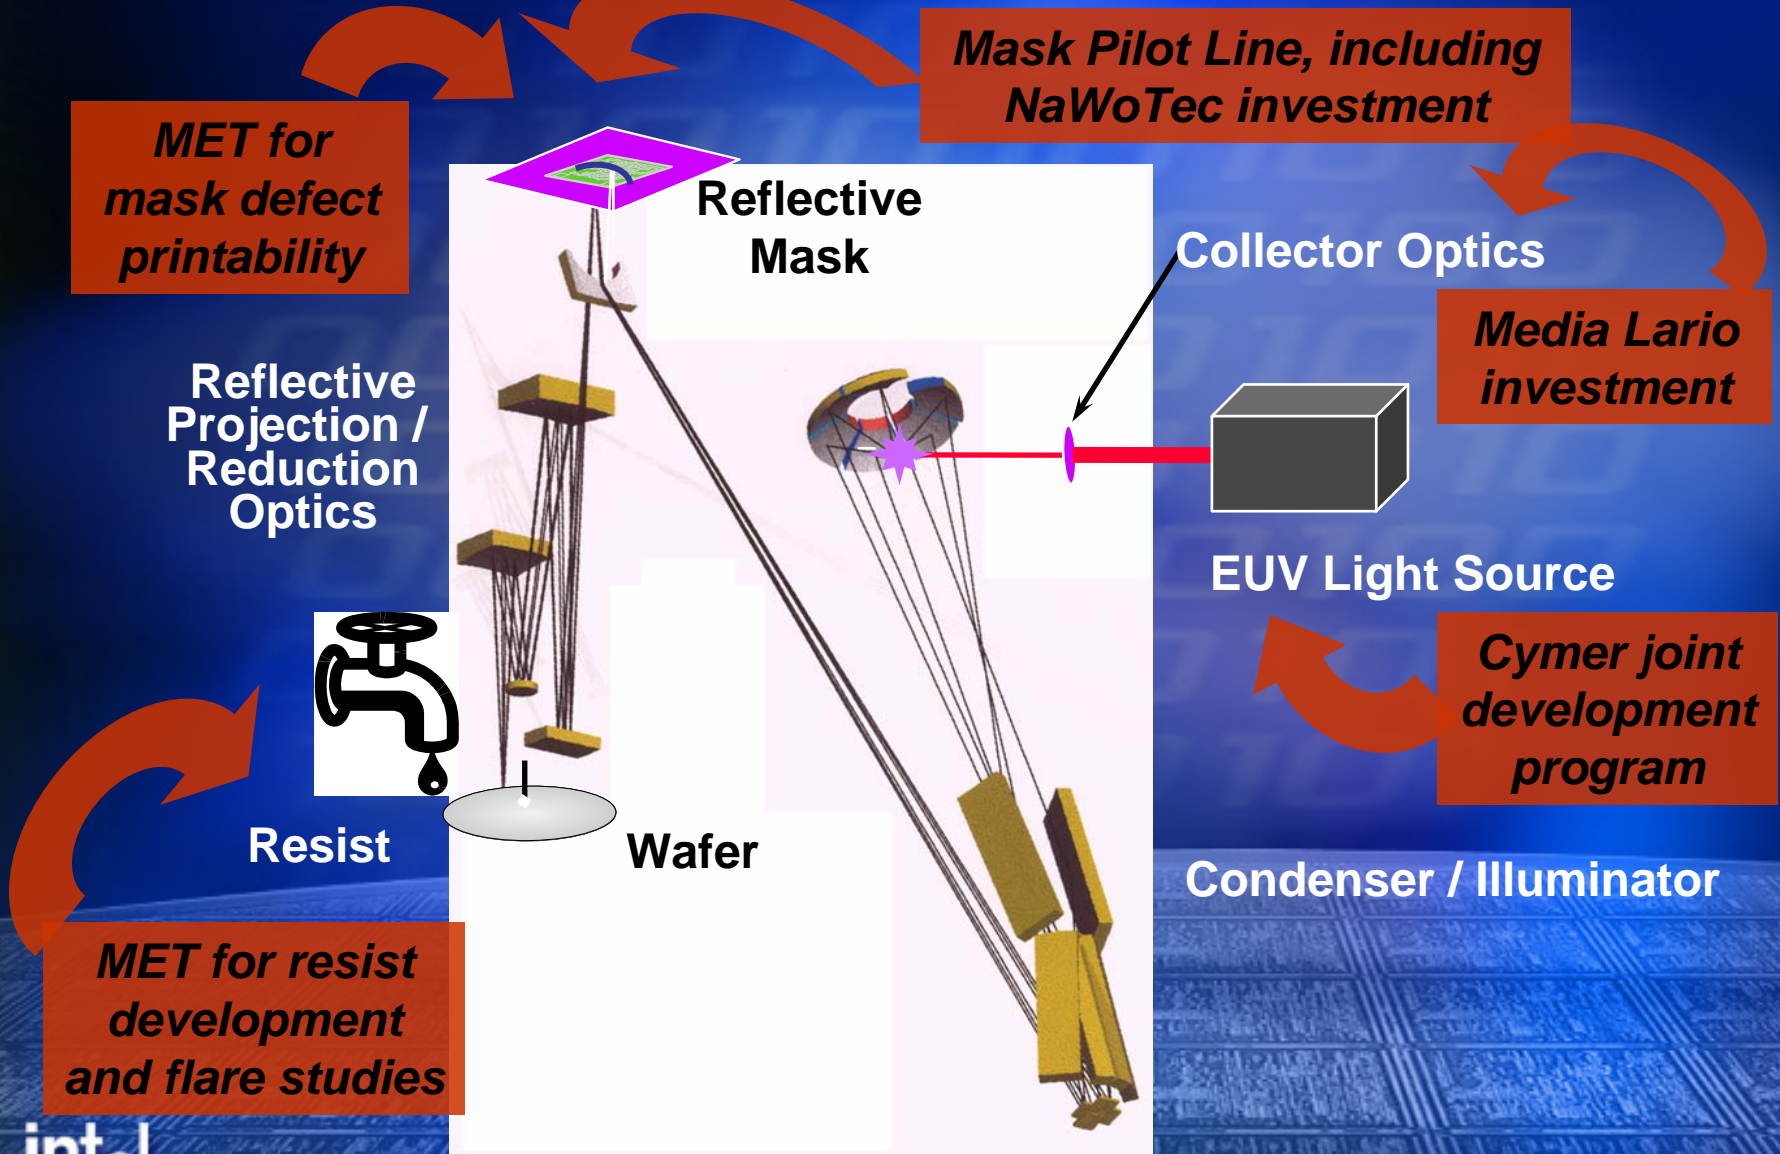 Mask Pilot Line, including
NaWoTec investment
MET for
mask defect
printability
Reflective
Mask
Collector Optics
Media Lario
investment
Reflective
Projection /
Reduction
Optics
EUV Light Source
Cymer joint
development
program
Resist
Wafer
Condenser / Illuminator
MET for resist
development
and flare studies
intel